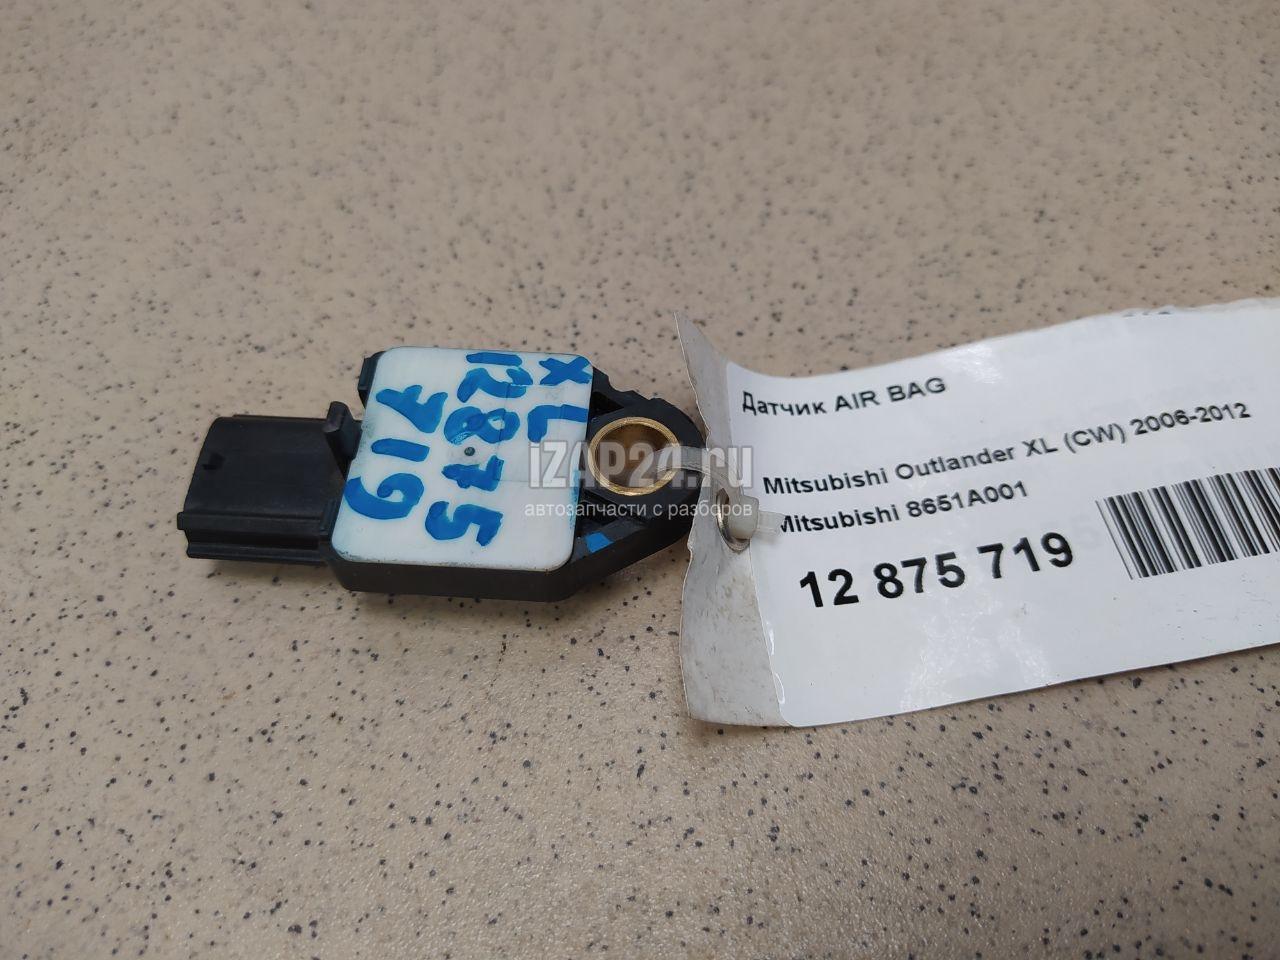 XL
12875
719
iZAP24.ru
автозапчасти с разборов
Датчик AIR BAG
Mitsubishi Outlander XL (CW) 2006-2012
Mitsubishi 8651A001
12 875 719